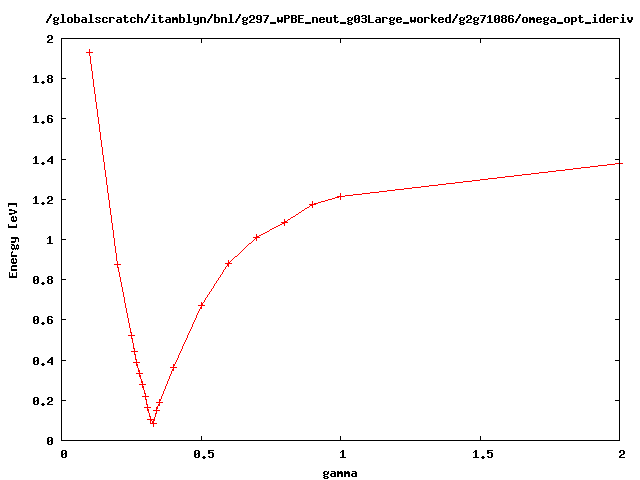 /globalscratch/itamblyn/bnl/g297_wPBE_neut_g03Large_worked/g2g71086/omega_opt_ideriv
2
1.8
1.6
1.4
1.2
1
0.8
0.6
0.4
0.2
0
Energy [eV]
0 0.5 1 1.5 2
gamma